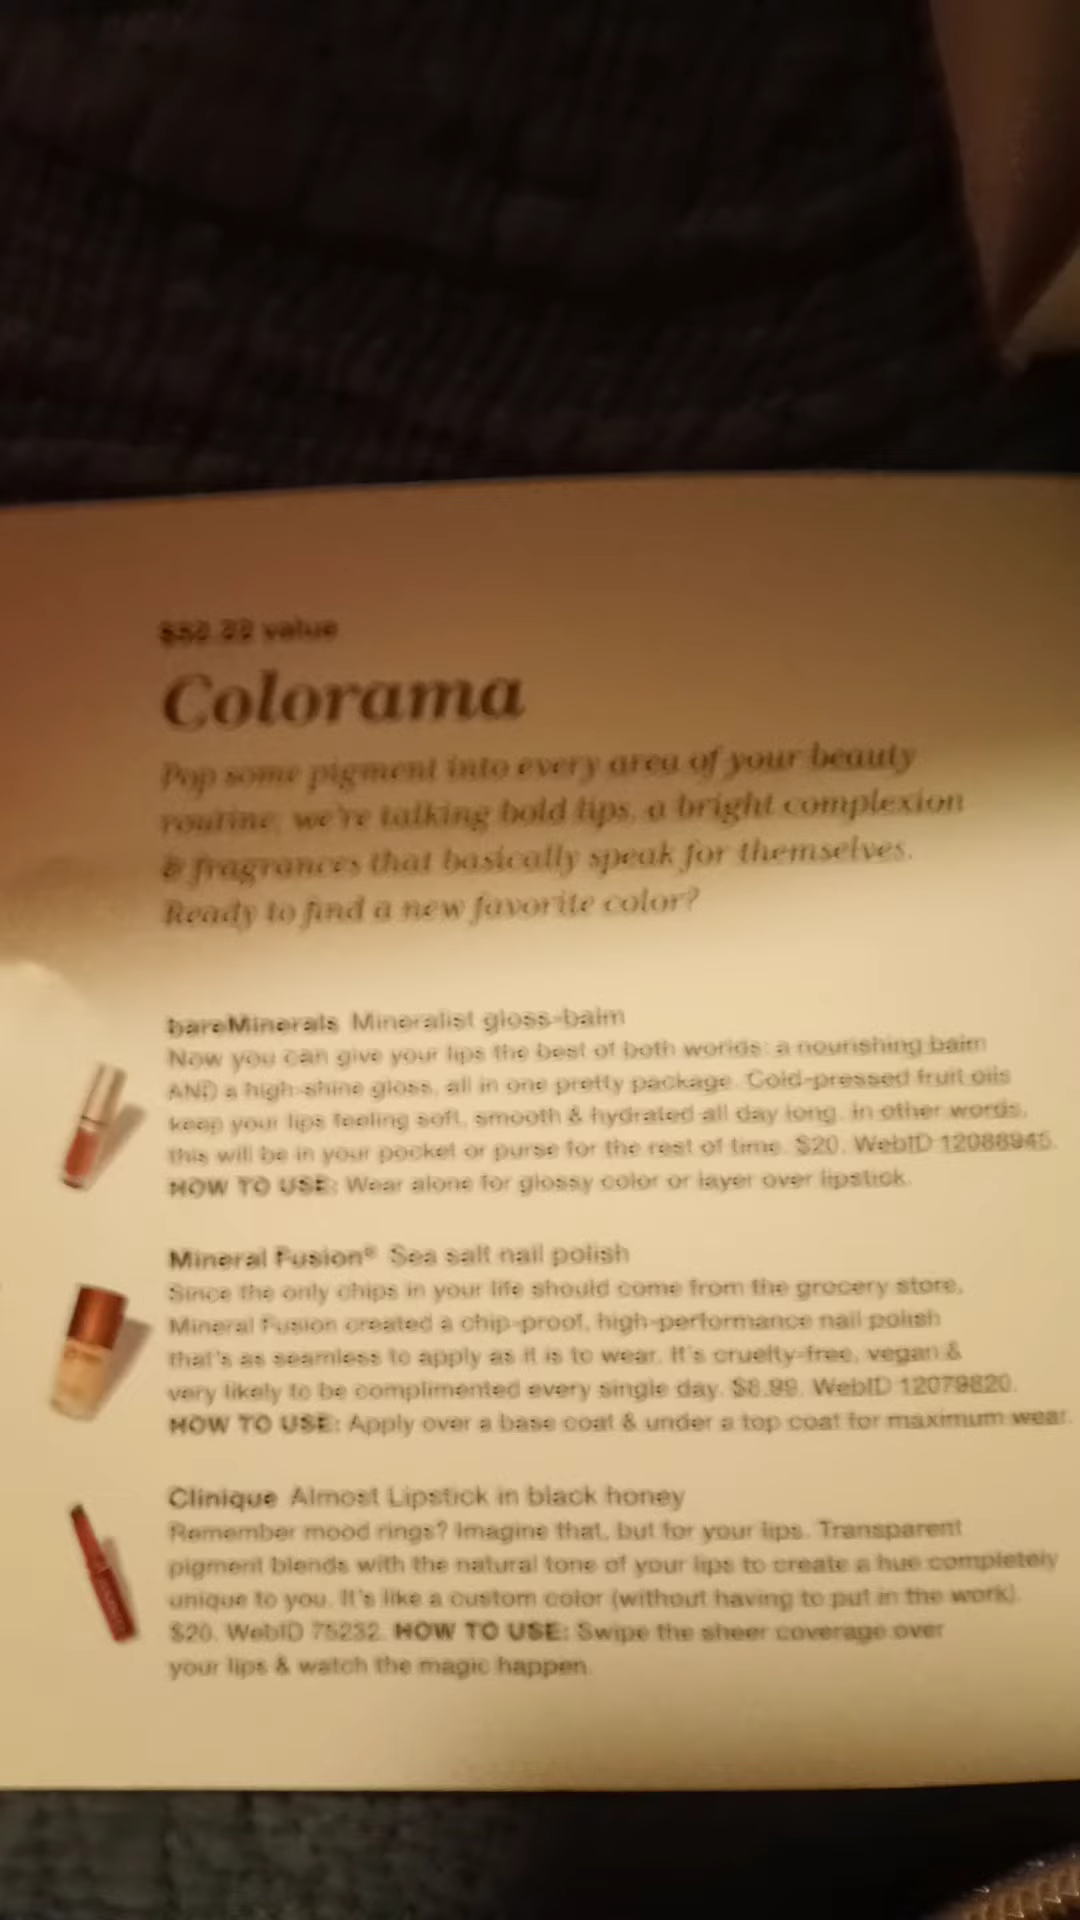 value
Colorama
Pop some pigment into every area of your beauty
routine, we're talking bold lips, a bright complexion
& fragrances that basically speak for themselves.
Ready to find a new favorite color?
bareMinerals Mineralist gloss-balm
Now you can give your lips the best of both worlds: a nourishing balm
AND a high-shine gloss, all in one pretty package. Cold-pressed fruit oils
keep your lips feeling soft, smooth & hydrated all day long. In other words,
this will be in your pocket or purse for the rest of time. $20. WebID 12088945.
HOW TO USE: Wear alone for glossy color or layer over lipstick.
Mineral Fusion® Sea salt nail polish
Since the only chips in your life should come from the grocery store,
Mineral Fusion created a chip-proof, high-performance nail polish
that's as seamless to apply as it is to wear. It's cruelty-free, vegan &
very likely to be complimented every single day. $8.99. WebID 12079820.
HOW TO USE: Apply over a base coat & under a top coat for maximum wear.
Clinique Almost Lipstick in black honey
Remember mood rings? Imagine that, but for your lips. Transparent
pigment blends with the natural tone of your lips to create a hue completely
unique to you. It's like a custom color (without having to put in the work).
$20. WebID 75232. HOW TO USE: Swipe the sheer coverage over
your lips & watch the magic happen.